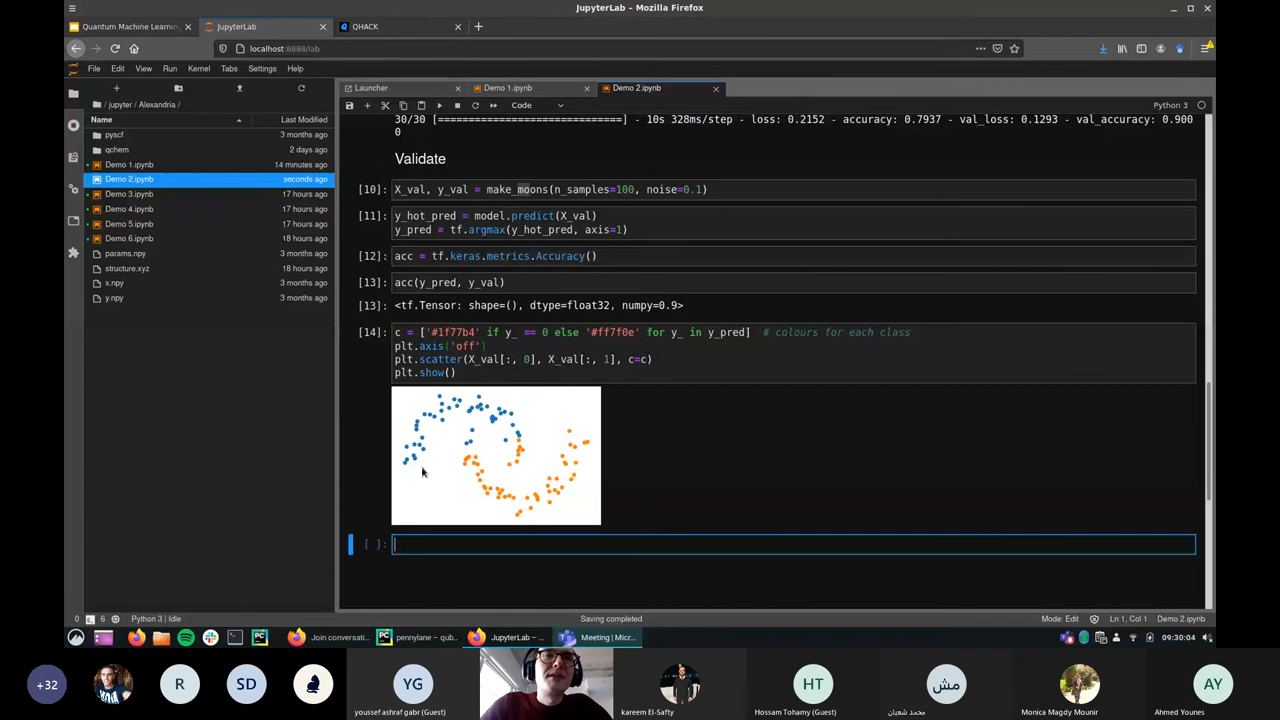 JupyterLab - Mozilla Firefox
Quantum Machine Learning
JupyterLab
QHACK
localhost:8888/lab
File Edit View Run Kernel Tabs Settings Help
Launcher
Demo 1.ipynb
Demo 2.ipynb
Code
Python 3
/ jupyter / Alexandria /
Name Last Modified
pyscf 3 months ago
qchem 2 days ago
Demo 1.ipynb 14 minutes ago
Demo 2.ipynb seconds ago
Demo 3.ipynb 17 hours ago
Demo 4.ipynb 17 hours ago
Demo 5.ipynb 17 hours ago
Demo 6.ipynb 18 hours ago
params.npy 3 months ago
structure.xyz 18 hours ago
x.npy 3 months ago
y.npy 3 months ago
30/30 [==============================] - 10s 328ms/step - loss: 0.2152 - accuracy: 0.7937 - val_loss: 0.1293 - val_accuracy: 0.900
0
Validate
[10]: X_val, y_val = make_moons(n_samples=100, noise=0.1)
[11]: y_hot_pred = model.predict(X_val)
y_pred = tf.argmax(y_hot_pred, axis=1)
[12]: acc = tf.keras.metrics.Accuracy()
[13]: acc(y_pred, y_val)
[13]: <tf.Tensor: shape=(), dtype=float32, numpy=0.9>
[14]: c = ['#1f77b4' if y_ == 0 else '#ff7f0e' for y_ in y_pred] # colours for each class
plt.axis('off')
plt.scatter(X_val[:, 0], X_val[:, 1], c=c)
plt.show()
[ ]:
0 6 Python 3 | Idle
Saving completed
Mode: Edit Ln 1, Col 1 Demo 2.ipynb
Join conversati...
pennylane – qub...
JupyterLab – ...
Meeting | Micr...
09:30:04
+32
R
SD
YG
HT
مش
AY
youssef ashraf gabr (Guest)
kareem El-Safty
Hossam Tohamy (Guest)
محمد شعبان
Monica Magdy Mounir
Ahmed Younes